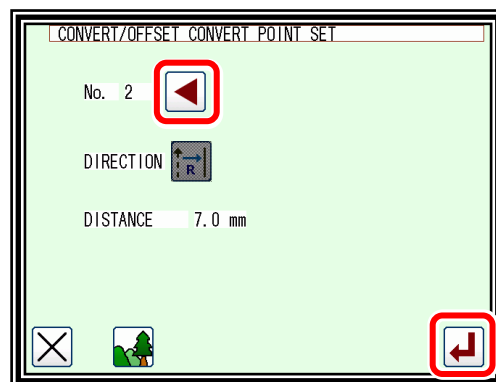 CONVERT/OFFSET CONVERT POINT SET
No. 2
DIRECTION R
DISTANCE 7.0 mm